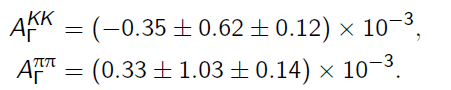 A_Γ^{KK} = (−0.35 ± 0.62 ± 0.12) × 10^{−3},
A_Γ^{ππ} = (0.33 ± 1.03 ± 0.14) × 10^{−3}.